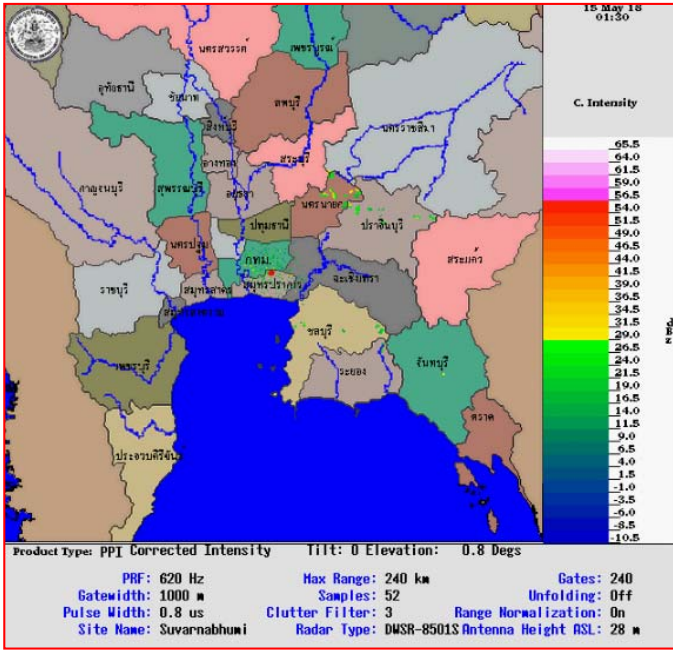 15 May 18
01:30
C. Intensity
นครสวรรค์
เพชรบูรณ์
อุทัยธานี
ชัยนาท
ลพบุรี
สิงหบุรี
นครราชสีมา
อ่างทอง
สระบุรี
กาญจนบุรี
สุพรรณบุรี
อยุธยา
นครนายก
ปทุมธานี
ปราจีนบุรี
นครปฐม
กทม.
สระแก้ว
ราชบุรี
สมุทรสาคร
สมุทรปราการ
ฉะเชิงเทรา
สมุทรสงคราม
ชลบุรี
เพชรบุรี
ระยอง
จันทบุรี
ตราด
ประจวบคิรีขันธ์
65.5
64.0
61.5
59.0
56.5
54.0
51.5
49.0
46.5
44.0
41.5
39.0
36.5
34.0
31.5
29.0
26.5
24.0
21.5
19.0
16.5
14.0
11.5
9.0
6.5
4.0
1.5
-1.0
-3.5
-6.0
-8.5
-10.5
Product Type: PPI Corrected Intensity Tilt: 0 Elevation: 0.8 Degs
PRF: 620 Hz Max Range: 240 km Gates: 240
Gatewidth: 1000 m Samples: 52 Unfolding: Off
Pulse Width: 0.8 us Clutter Filter: 3 Range Normalization: On
Site Name: Suvarnabhumi Radar Type: DWSR-8501S Antenna Height ASL: 28 m